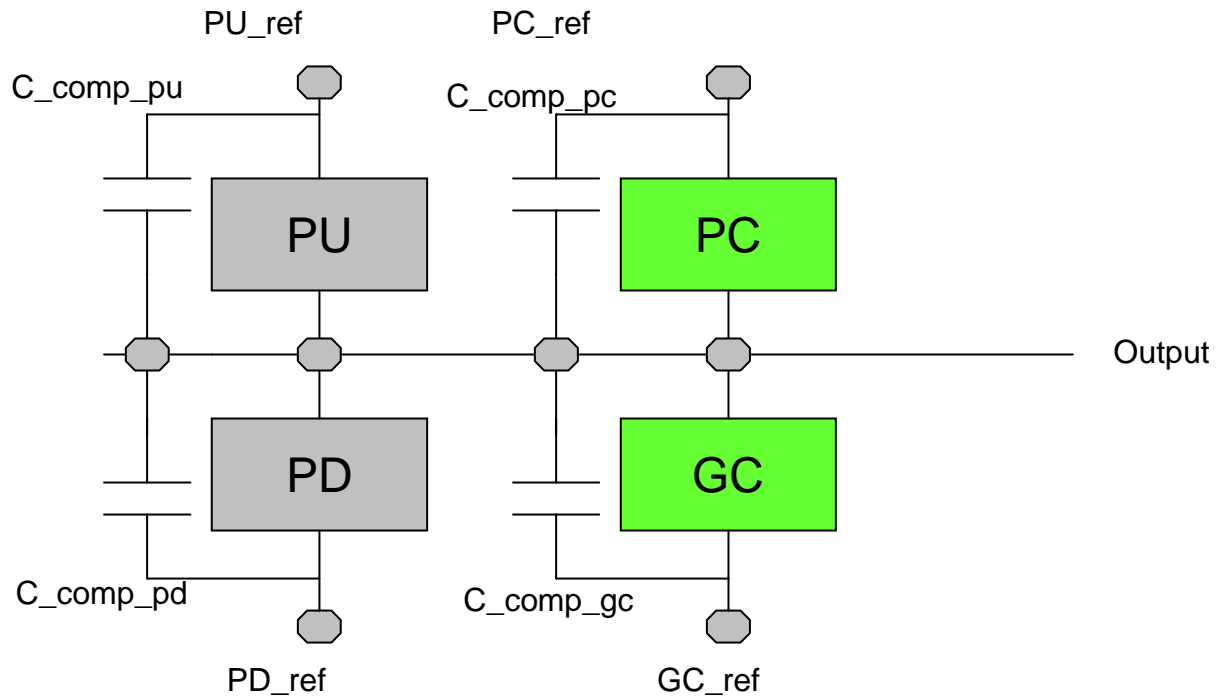 PU_ref PC_ref
C_comp_pu
C_comp_pc
PU PC
Output
PD GC
C_comp_pd
C_comp_gc
PD_ref GC_ref